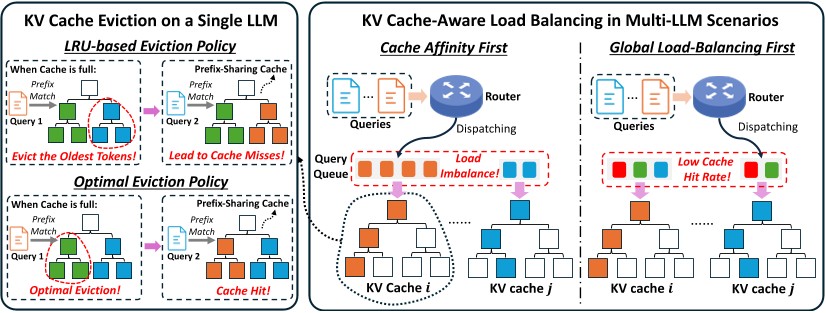 KV Cache Eviction on a Single LLM
LRU-based Eviction Policy
When Cache is full:
Prefix
Match
Query 1
Evict the Oldest Tokens!
Prefix-Sharing Cache
Prefix
Match
Query 2
Lead to Cache Misses!
Optimal Eviction Policy
When Cache is full:
Prefix
Match
Query 1
Optimal Eviction!
Prefix-Sharing Cache
Prefix
Match
Query 2
Cache Hit!
KV Cache-Aware Load Balancing in Multi-LLM Scenarios
Cache Affinity First
...
Queries
Router
Dispatching
Query
Queue
Load
Imbalance!
......
KV Cache i
KV cache j
Global Load-Balancing First
...
Queries
Router
Dispatching
Low Cache
Hit Rate!
......
KV cache i
KV cache j